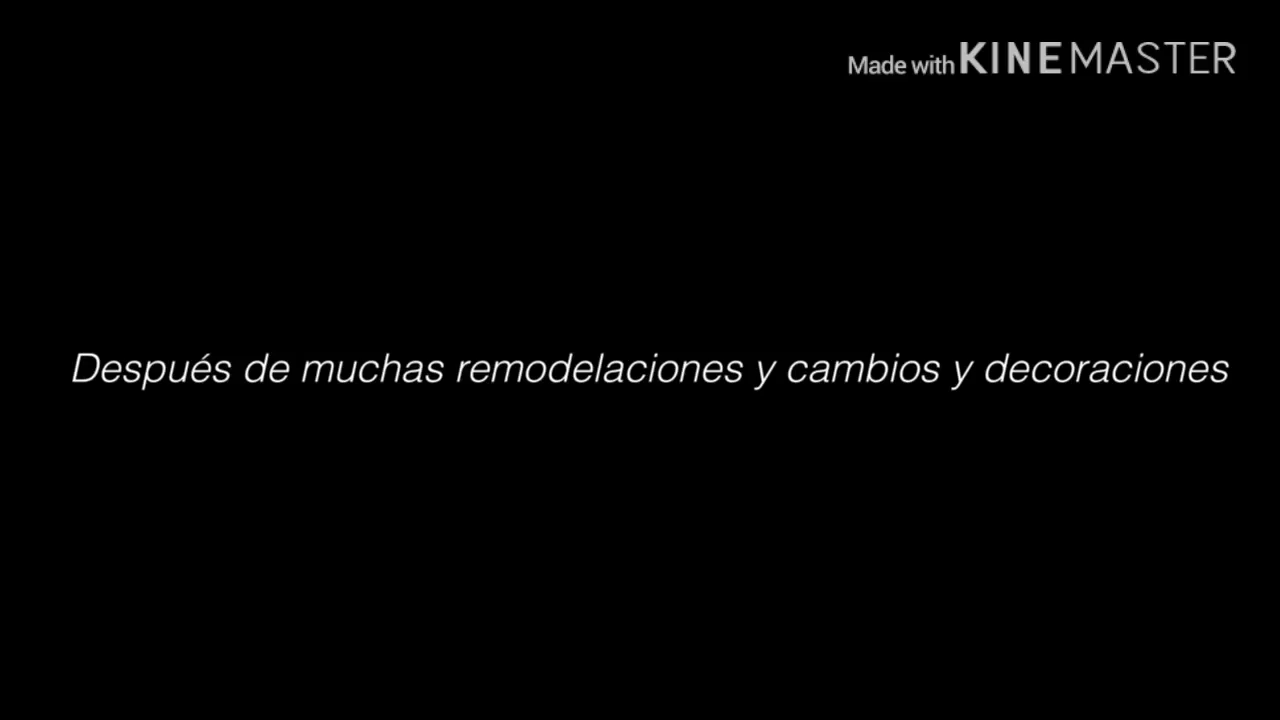 Made with KINEMASTER
Después de muchas remodelaciones y cambios y decoraciones